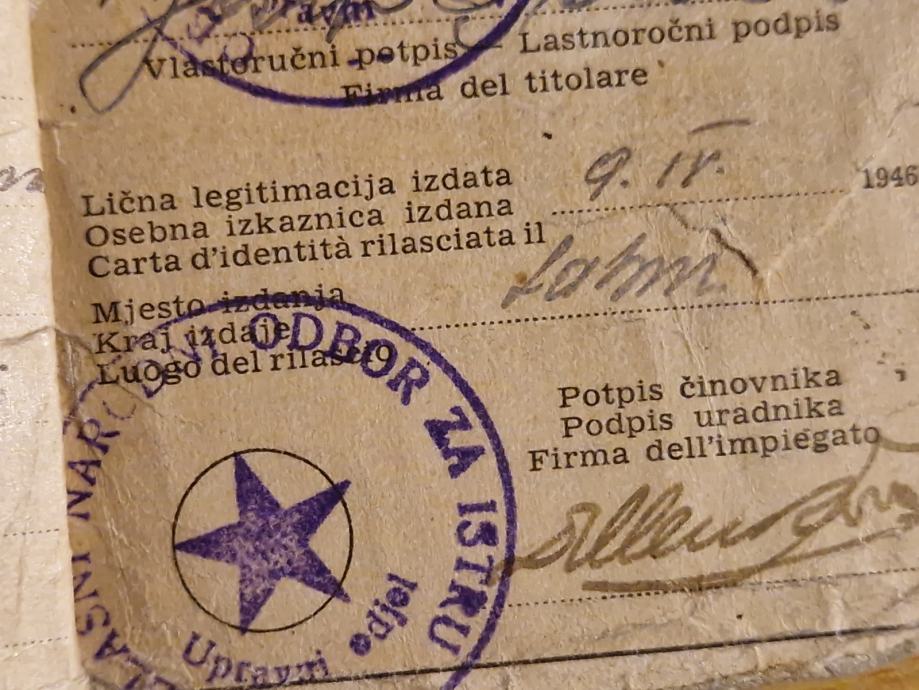 Vlastoručni potpis — Lastnoročni podpis
Firma del titolare
Lična legitimacija izdata
Osebna izkaznica izdana
Carta d'identità rilasciata il
9. IV. 1946
Mjesto izdanja
Kraj izdaje
Luogo del rilascio
Labin
NARODNI ODBOR ZA ISTRU
Upravni odjel
Potpis činovnika
Podpis uradnika
Firma dell'impiegato